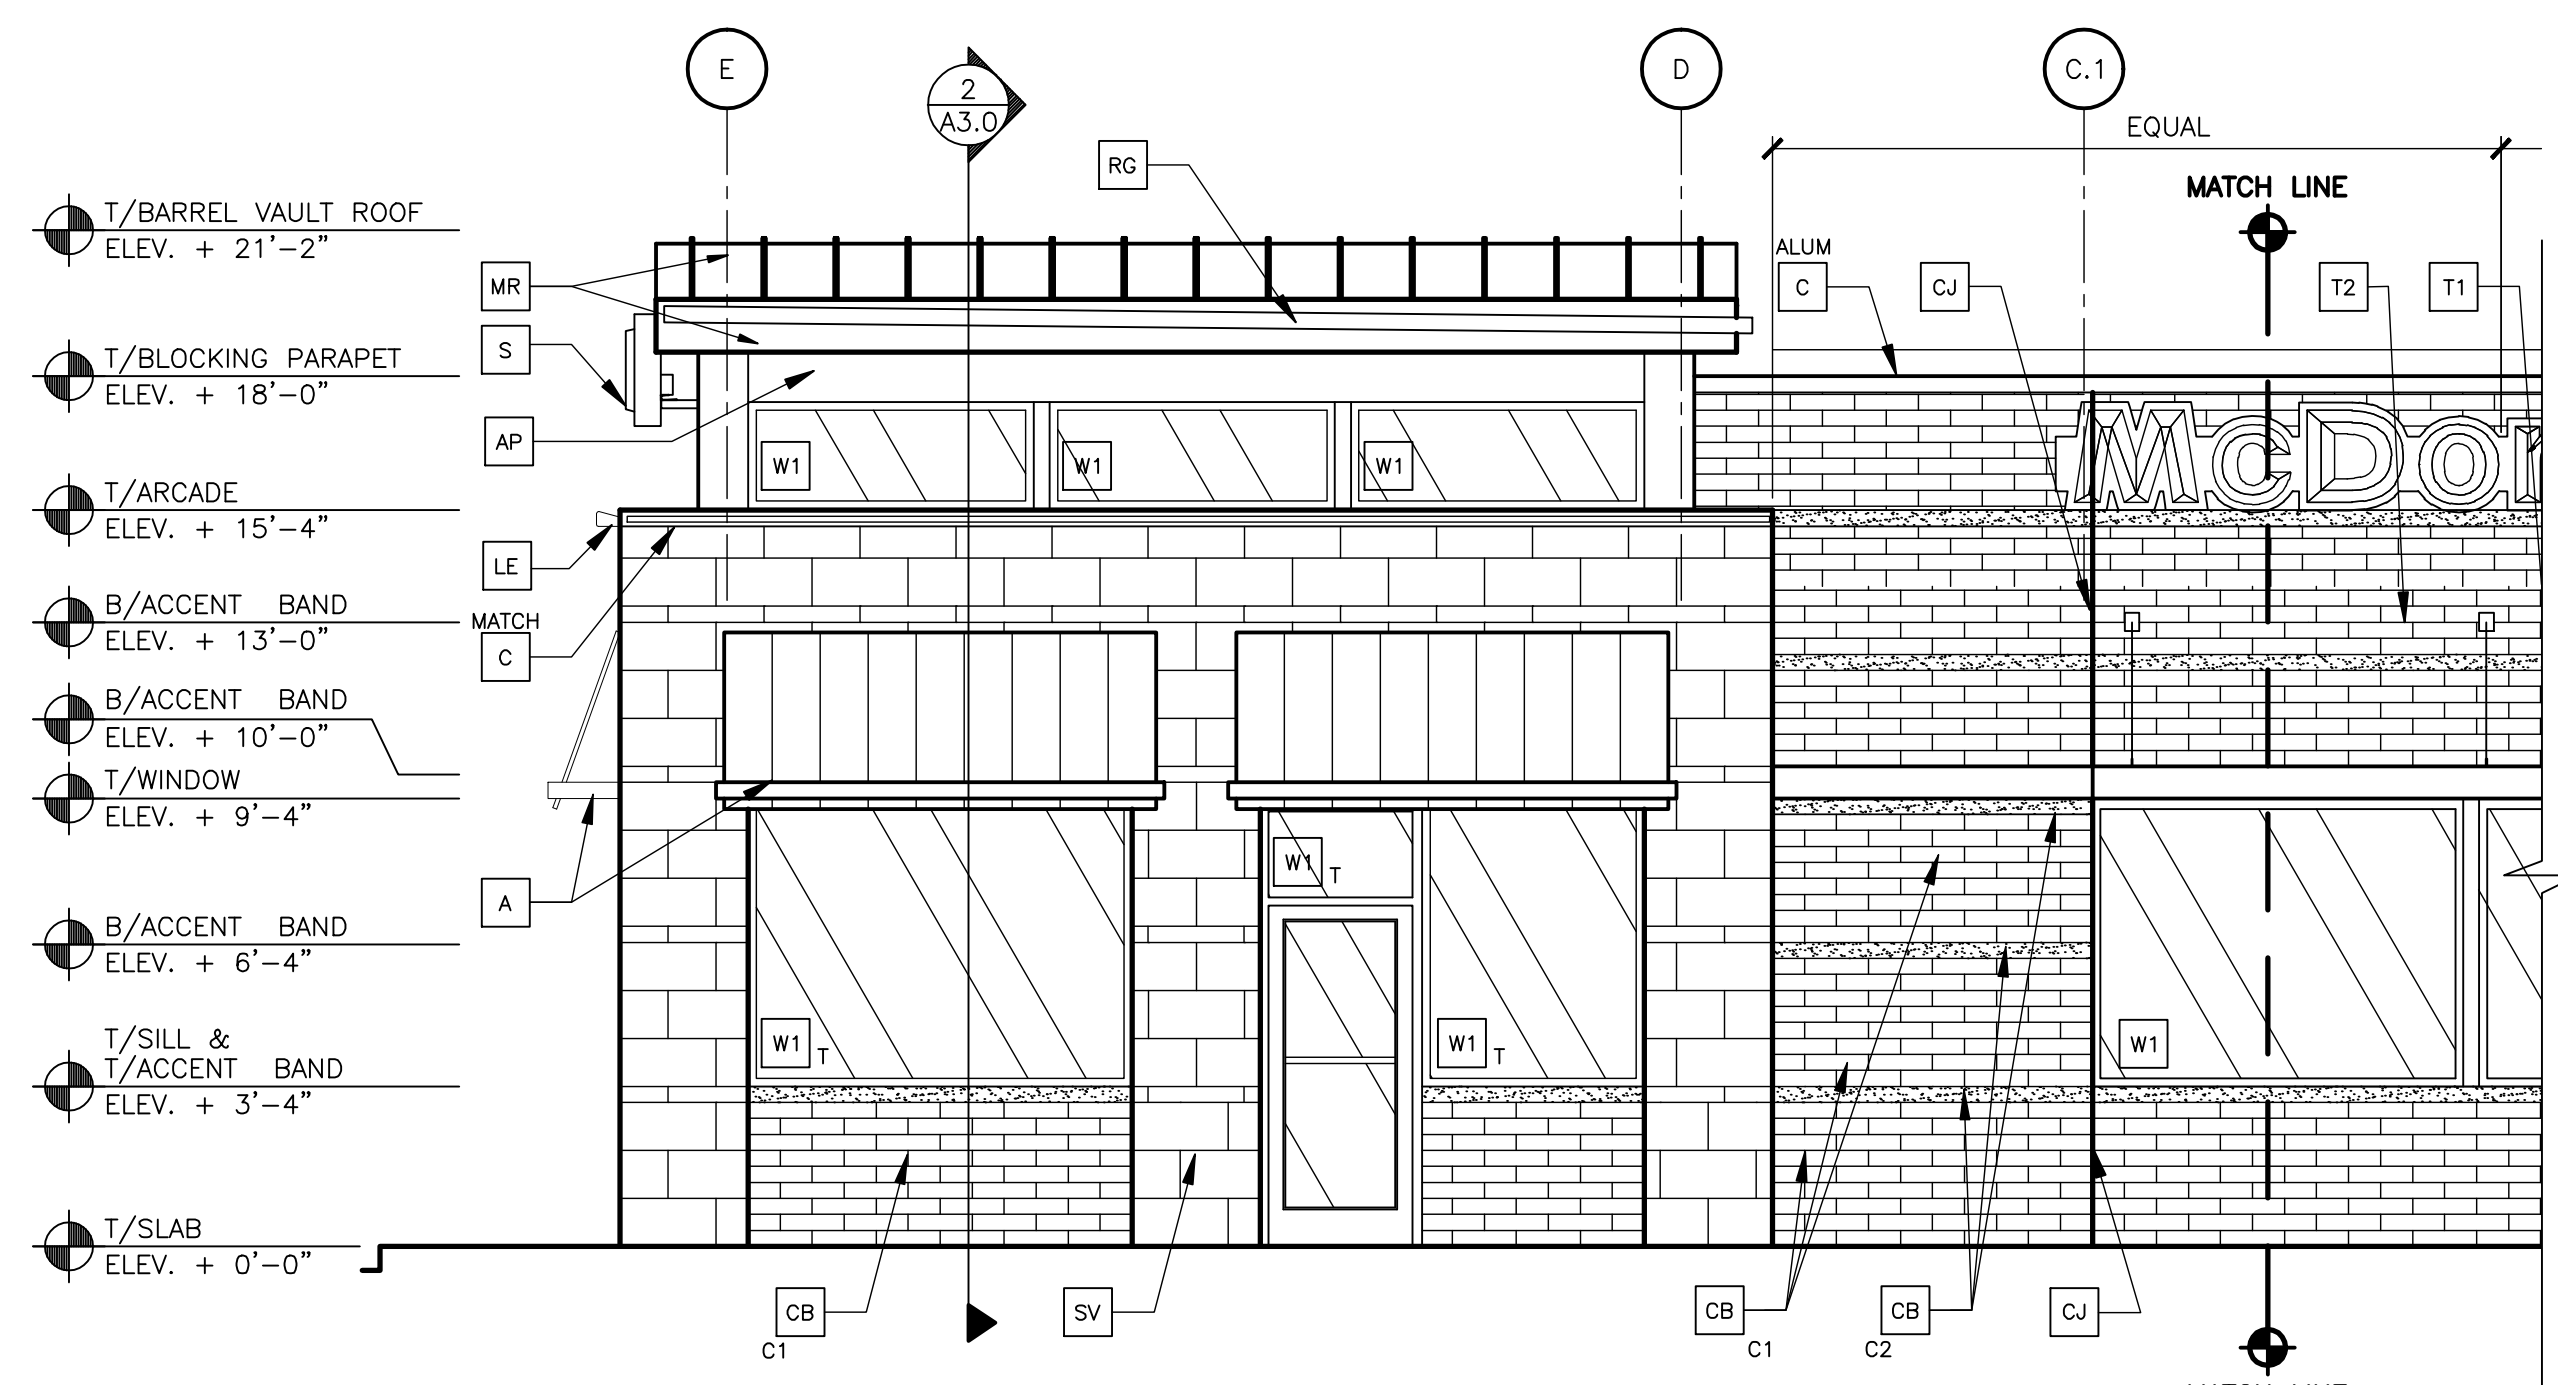 E
D
C.1
2
A3.0
EQUAL
RG
MATCH LINE
T/BARREL VAULT ROOF
ELEV. + 21'-2"
ALUM
MR
C
CJ
T2
T1
S
T/BLOCKING PARAPET
ELEV. + 18'-0"
AP
McDo
W1
W1
W1
T/ARCADE
ELEV. + 15'-4"
LE
B/ACCENT BAND
ELEV. + 13'-0"
MATCH
C
B/ACCENT BAND
ELEV. + 10'-0"
T/WINDOW
ELEV. + 9'-4"
W1 T
A
B/ACCENT BAND
ELEV. + 6'-4"
T/SILL &
T/ACCENT BAND
ELEV. + 3'-4"
W1 T
W1 T
W1
T/SLAB
ELEV. + 0'-0"
CB
C1
SV
CB
C1
CB
C2
CJ